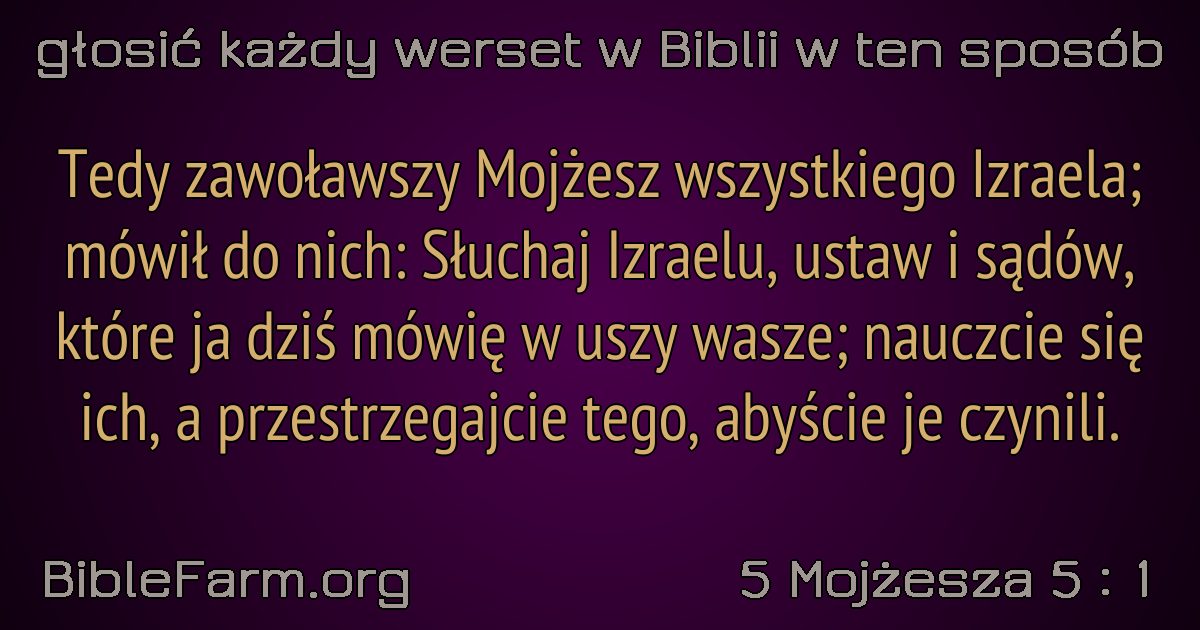 głosić każdy werset w Biblii w ten sposób
Tedy zawoławszy Mojżesz wszystkiego Izraela;
mówił do nich: Słuchaj Izraelu, ustaw i sądów,
które ja dziś mówię w uszy wasze; nauczcie się
ich, a przestrzegajcie tego, abyście je czynili.
BibleFarm.org
5 Mojżesza 5 : 1